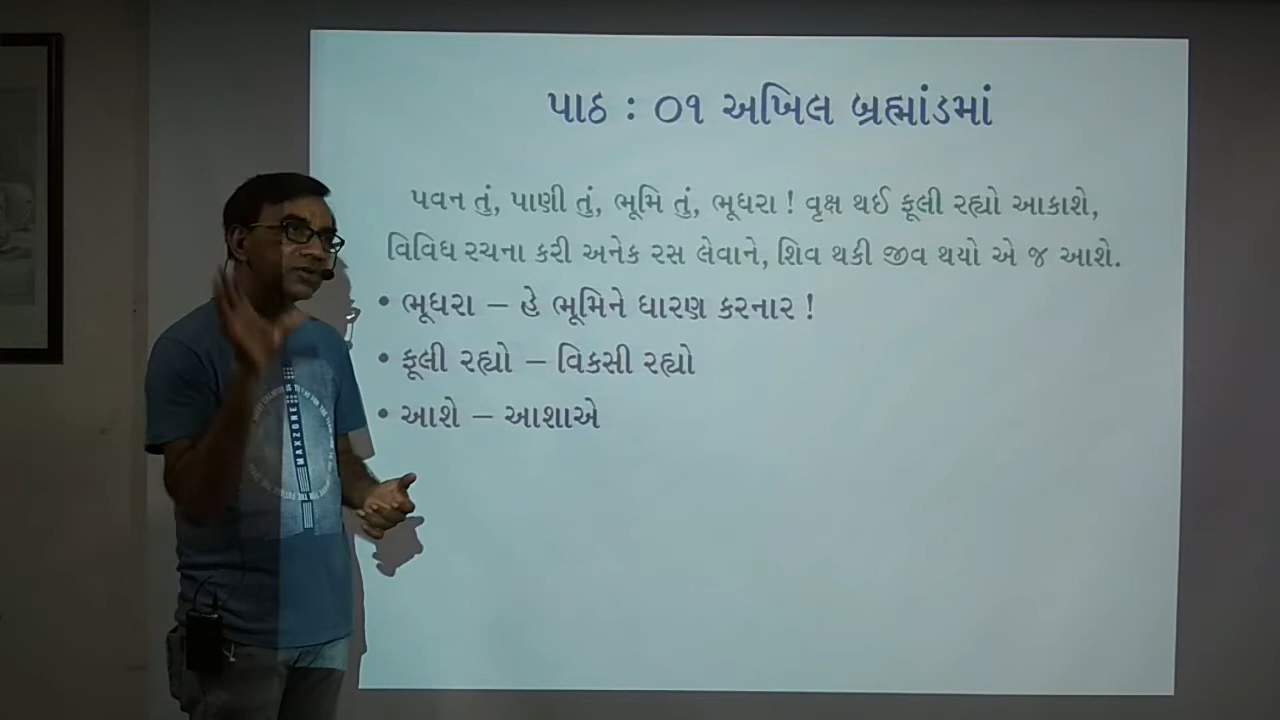 પાઠ : ૦૧ અખિલ બ્રહ્માંડમાં
પવન તું, પાણી તું, ભૂમિ તું, ભૂધરા ! વૃક્ષ થઈ ફૂલી રહ્યો આકાશે,
વિવિધ રચના કરી અનેક રસ લેવાને, શિવ થકી જીવ થયો એ જ આશે.
• ભૂધરા – હે ભૂમિને ધારણ કરનાર !
• ફૂલી રહ્યો – વિકસી રહ્યો
• આશે – આશાએ
MAXZONE